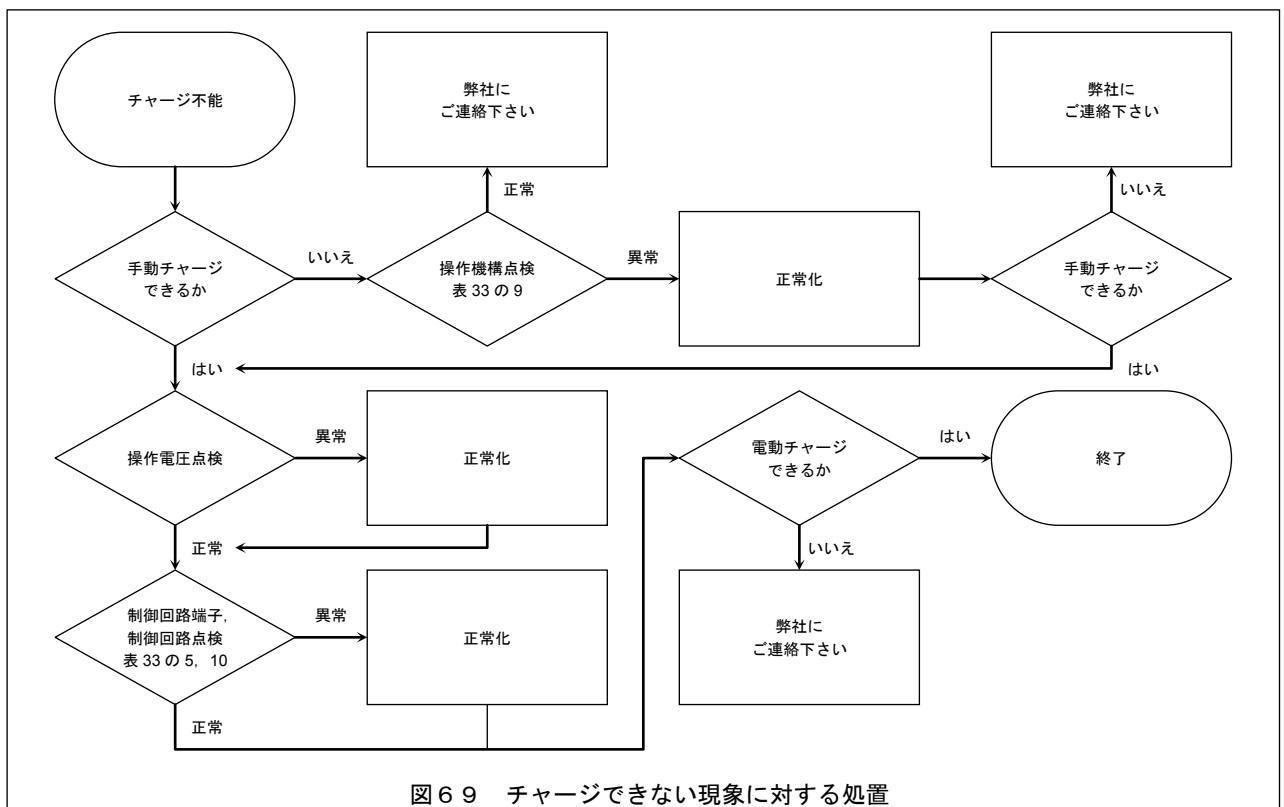 チャージ不能
弊社に
ご連絡下さい
弊社に
ご連絡下さい
正常
いいえ
手動チャージ
できるか
いいえ
操作機構点検
表 33 の 9
異常
正常化
手動チャージ
できるか
はい
はい
操作電圧点検
異常
正常化
電動チャージ
できるか
はい
終了
正常
いいえ
制御回路端子,
制御回路点検
表 33 の 5, 10
異常
正常化
弊社に
ご連絡下さい
正常
図69 チャージできない現象に対する処置